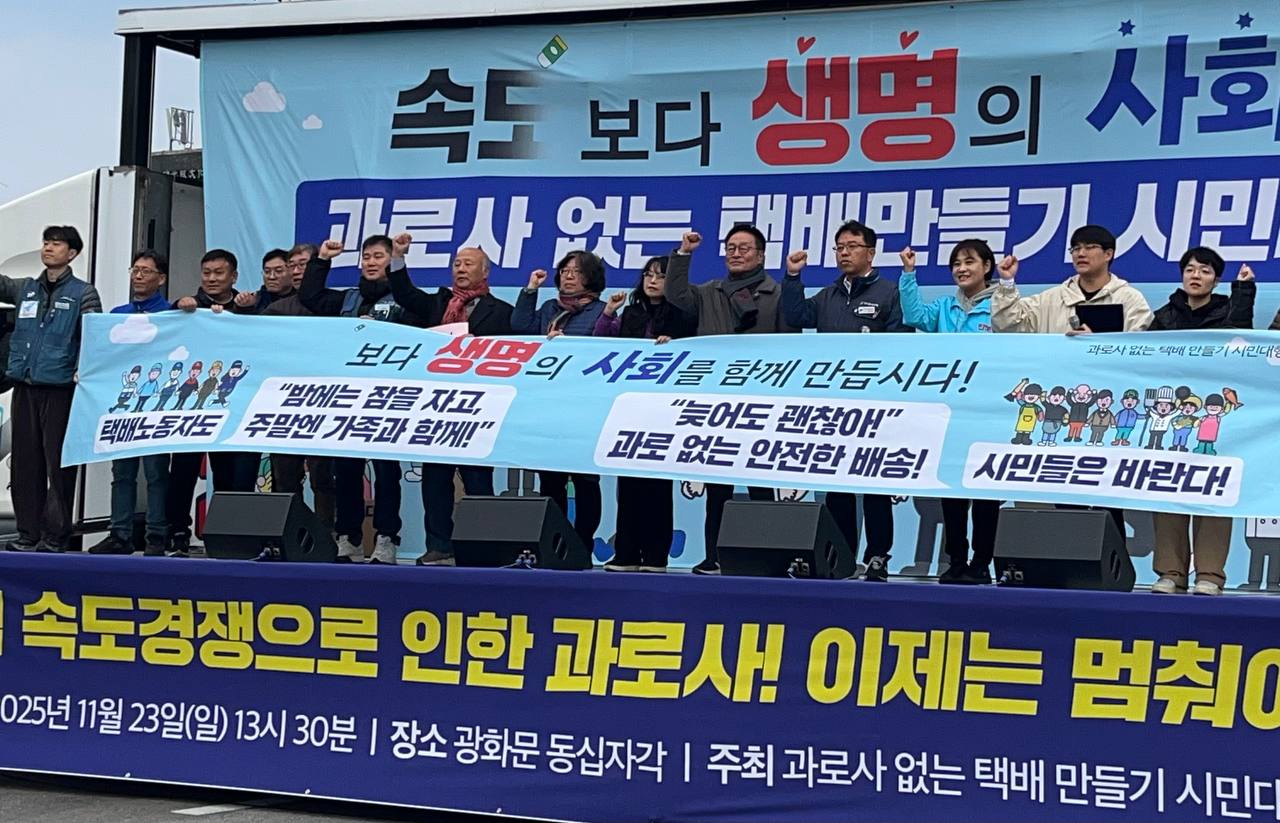 속도 보다 생명의 사회
과로사 없는 택배만들기 시민
과로사 없는 택배 만들기 시민대행
보다 생명의 사회를 함께 만듭시다!
택배노동자도
"밤에는 잠을 자고,
주말엔 가족과 함께!"
"늦어도 괜찮아!"
과로 없는 안전한 배송!
시민들은 바란다!
속도경쟁으로 인한 과로사! 이제는 멈춰야
025년 11월 23일(일) 13시 30분 | 장소 광화문 동십자각 | 주최 과로사 없는 택배 만들기 시민대